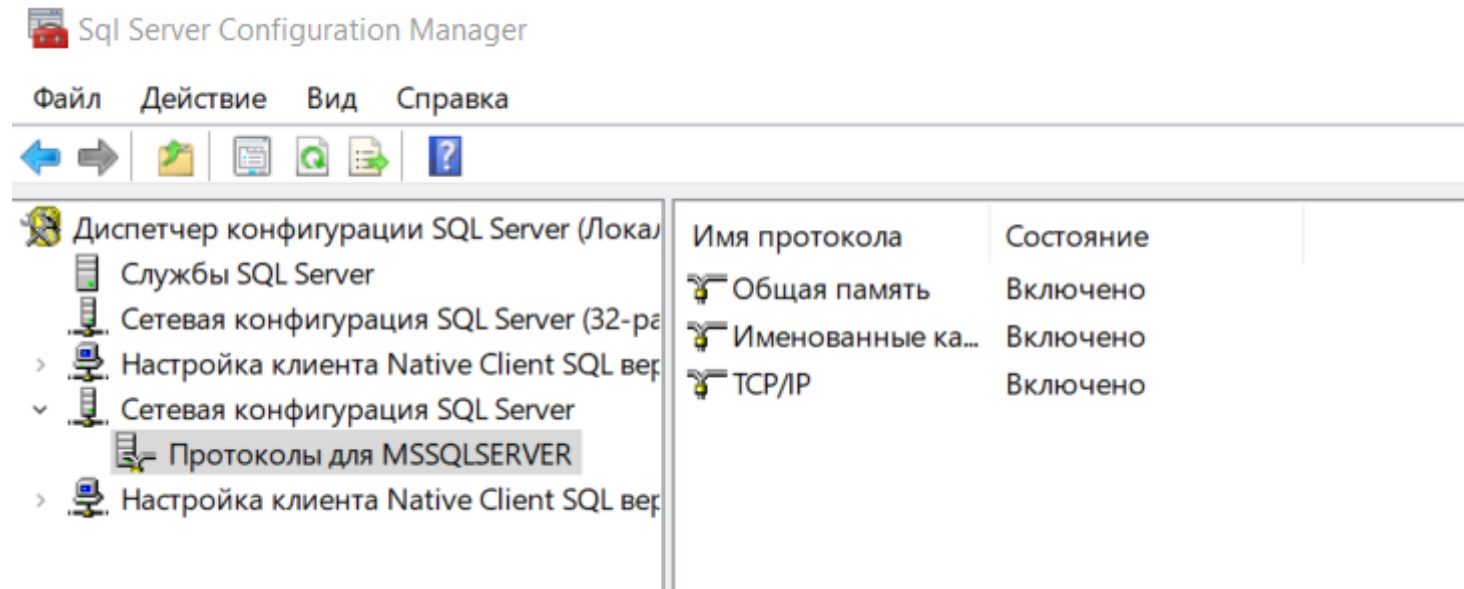 Sql Server Configuration Manager
Файл Действие Вид Справка
Диспетчер конфигурации SQL Server (Локал
Службы SQL Server
Сетевая конфигурация SQL Server (32-ра
Настройка клиента Native Client SQL вер
Сетевая конфигурация SQL Server
Протоколы для MSSQLSERVER
Настройка клиента Native Client SQL вер
Имя протокола Состояние
Общая память Включено
Именованные ка... Включено
TCP/IP Включено